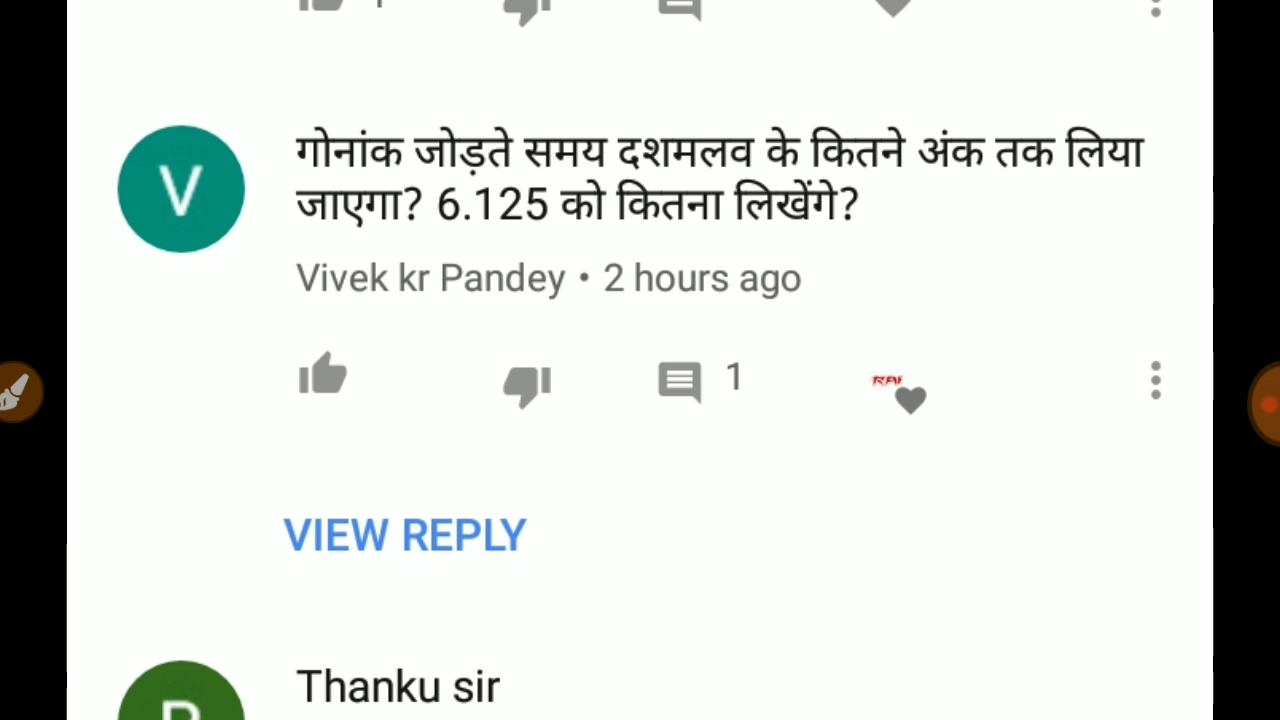 गोनांक जोड़ते समय दशमलव के कितने अंक तक लिया
जाएगा? 6.125 को कितना लिखेंगे?
V
Vivek kr Pandey • 2 hours ago
1
VIEW REPLY
Thanku sir